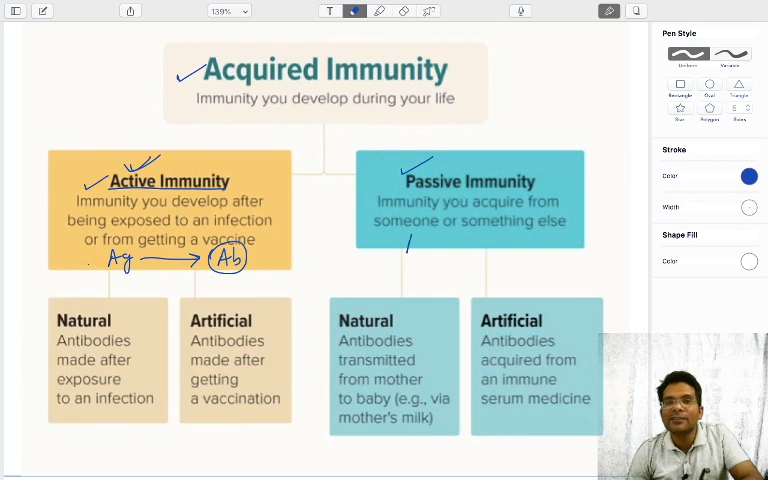 139%
T
Acquired Immunity
Immunity you develop during your life
Active Immunity
Immunity you develop after
being exposed to an infection
or from getting a vaccine
Ag → Ab
Passive Immunity
Immunity you acquire from
someone or something else
Natural
Antibodies
made after
exposure
to an infection
Artificial
Antibodies
made after
getting
a vaccination
Natural
Antibodies
transmitted
from mother
to baby (e.g., via
mother's milk)
Artificial
Antibodies
acquired from
an immune
serum medicine
Pen Style
Uniform
Variable
Rectangle
Oval
Triangle
Star
Polygon
Sides
Stroke
Color
Width
Shape Fill
Color